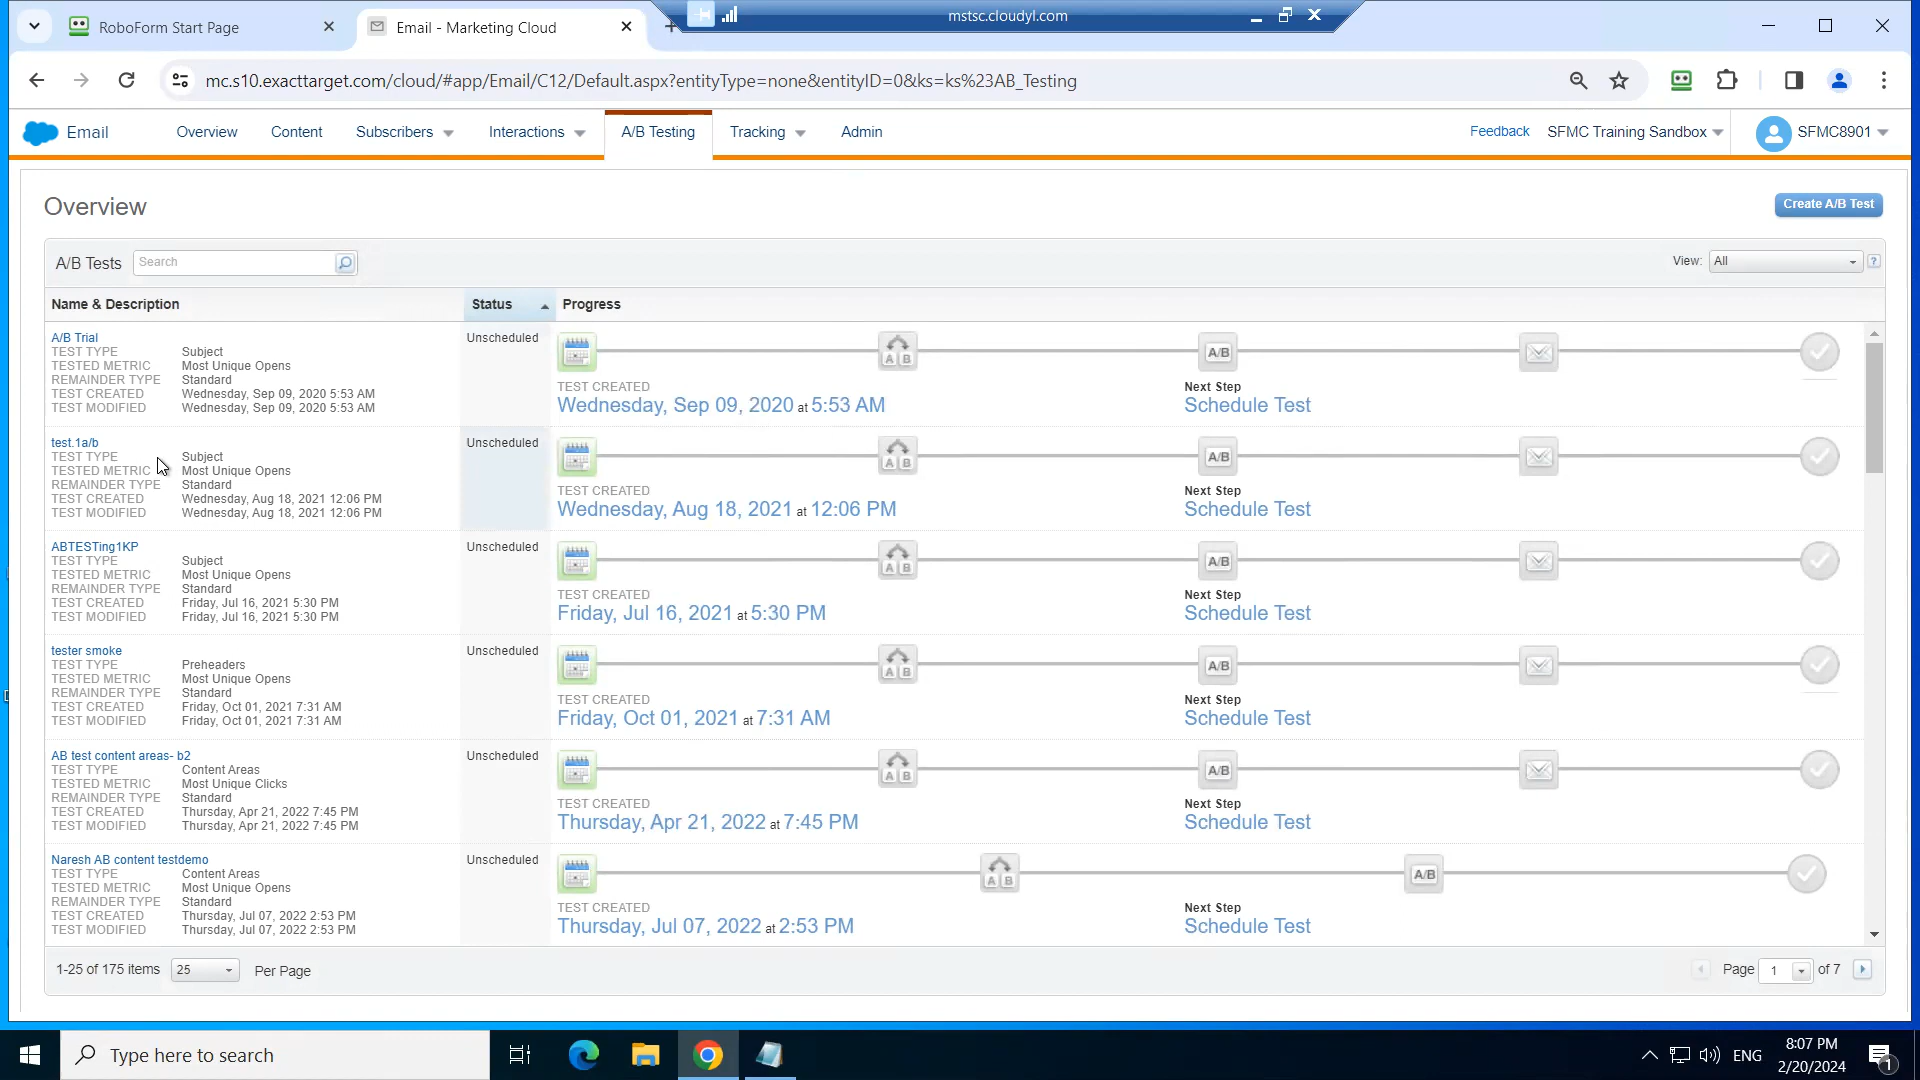 mstsc.cloudyl.com
RoboForm Start Page
Email - Marketing Cloud
mc.s10.exacttarget.com/cloud/#app/Email/C12/Default.aspx?entityType=none&entityID=0&ks=ks%23AB_Testing
Email
Overview
Content
Subscribers
Interactions
A/B Testing
Tracking
Admin
Feedback
SFMC Training Sandbox
SFMC8901
Overview
Create A/B Test
A/B Tests
Search
View:
All
?
Name & Description
Status
Progress
A/B Trial
TEST TYPE Subject
TESTED METRIC Most Unique Opens
REMAINDER TYPE Standard
TEST CREATED Wednesday, Sep 09, 2020 5:53 AM
TEST MODIFIED Wednesday, Sep 09, 2020 5:53 AM
Unscheduled
A B
A/B
TEST CREATED
Wednesday, Sep 09, 2020 at 5:53 AM
Next Step
Schedule Test
test.1a/b
TEST TYPE Subject
TESTED METRIC Most Unique Opens
REMAINDER TYPE Standard
TEST CREATED Wednesday, Aug 18, 2021 12:06 PM
TEST MODIFIED Wednesday, Aug 18, 2021 12:06 PM
Unscheduled
A B
A/B
TEST CREATED
Wednesday, Aug 18, 2021 at 12:06 PM
Next Step
Schedule Test
ABTESTing1KP
TEST TYPE Subject
TESTED METRIC Most Unique Opens
REMAINDER TYPE Standard
TEST CREATED Friday, Jul 16, 2021 5:30 PM
TEST MODIFIED Friday, Jul 16, 2021 5:30 PM
Unscheduled
A B
A/B
TEST CREATED
Friday, Jul 16, 2021 at 5:30 PM
Next Step
Schedule Test
tester smoke
TEST TYPE Preheaders
TESTED METRIC Most Unique Opens
REMAINDER TYPE Standard
TEST CREATED Friday, Oct 01, 2021 7:31 AM
TEST MODIFIED Friday, Oct 01, 2021 7:31 AM
Unscheduled
A B
A/B
TEST CREATED
Friday, Oct 01, 2021 at 7:31 AM
Next Step
Schedule Test
AB test content areas- b2
TEST TYPE Content Areas
TESTED METRIC Most Unique Clicks
REMAINDER TYPE Standard
TEST CREATED Thursday, Apr 21, 2022 7:45 PM
TEST MODIFIED Thursday, Apr 21, 2022 7:45 PM
Unscheduled
A B
A/B
TEST CREATED
Thursday, Apr 21, 2022 at 7:45 PM
Next Step
Schedule Test
Naresh AB content testdemo
TEST TYPE Content Areas
TESTED METRIC Most Unique Opens
REMAINDER TYPE Standard
TEST CREATED Thursday, Jul 07, 2022 2:53 PM
TEST MODIFIED Thursday, Jul 07, 2022 2:53 PM
Unscheduled
A B
A/B
TEST CREATED
Thursday, Jul 07, 2022 at 2:53 PM
Next Step
Schedule Test
1-25 of 175 items
25
Per Page
Page 1 of 7
Type here to search
ENG
8:07 PM
2/20/2024
1